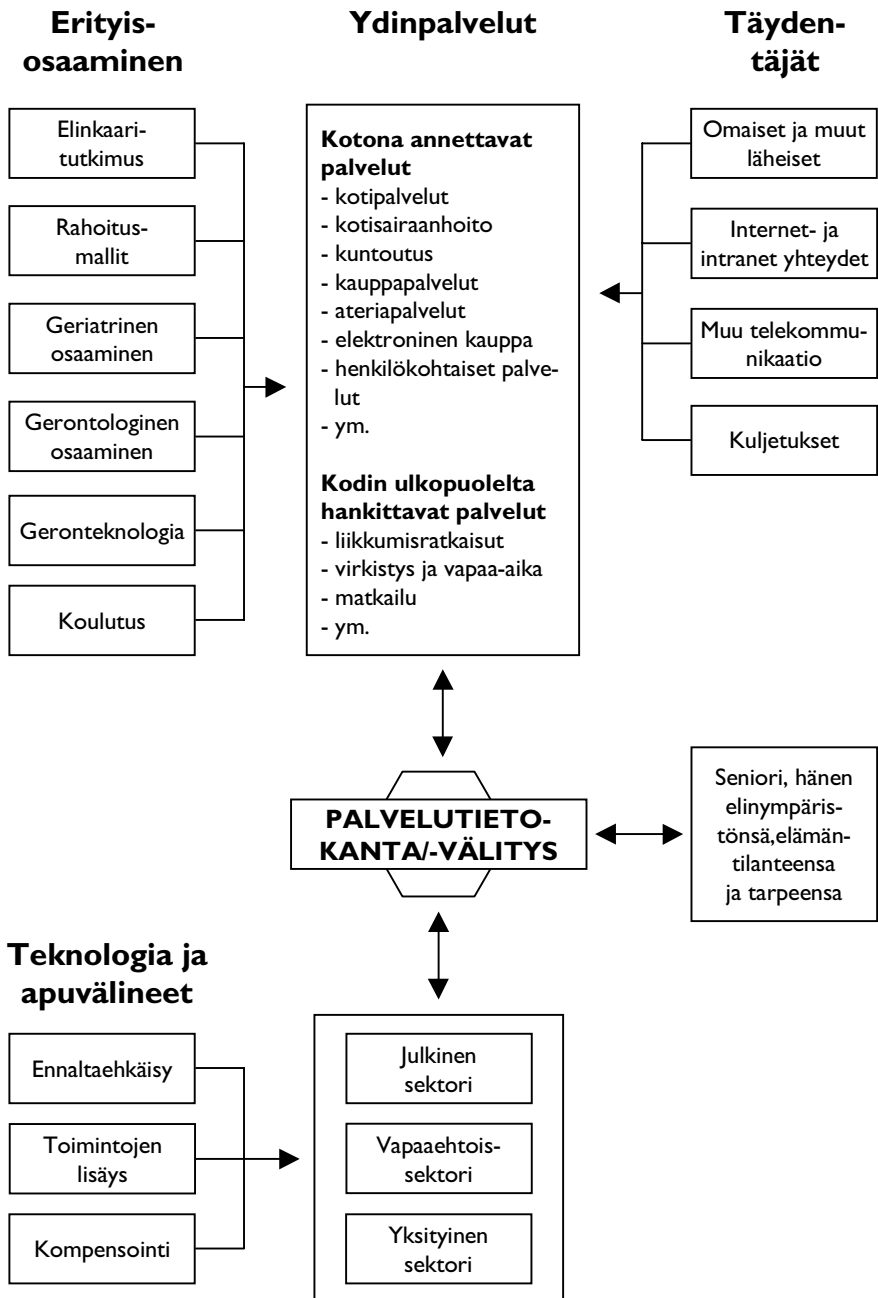 Erityis-
osaaminen
Elinkaari-
tutkimus
Rahoitus-
mallit
Geriatrinen
osaaminen
Gerontologinen
osaaminen
Geronteknologia
Koulutus
Ydinpalvelut
Kotona annettavat
palvelut
- kotipalvelut
- kotisairaanhoito
- kuntoutus
- kauppapalvelut
- ateriapalvelut
- elektroninen kauppa
- henkilökohtaiset palve-
lut
- ym.
Kodin ulkopuolelta
hankittavat palvelut
- liikkumisratkaisut
- virkistys ja vapaa-aika
- matkailu
- ym.
Täyden-
täjät
Omaiset ja muut
läheiset
Internet- ja
intranet yhteydet
Muu telekommu-
nikaatio
Kuljetukset
PALVELUTIETO-
KANTA/-VÄLITYS
Seniori, hänen
elinympäris-
tönsä,elämän-
tilanteensa
ja tarpeensa
Teknologia ja
apuvälineet
Ennaltaehkäisy
Toimintojen
lisäys
Kompensointi
Julkinen
sektori
Vapaaehtois-
sektori
Yksityinen
sektori